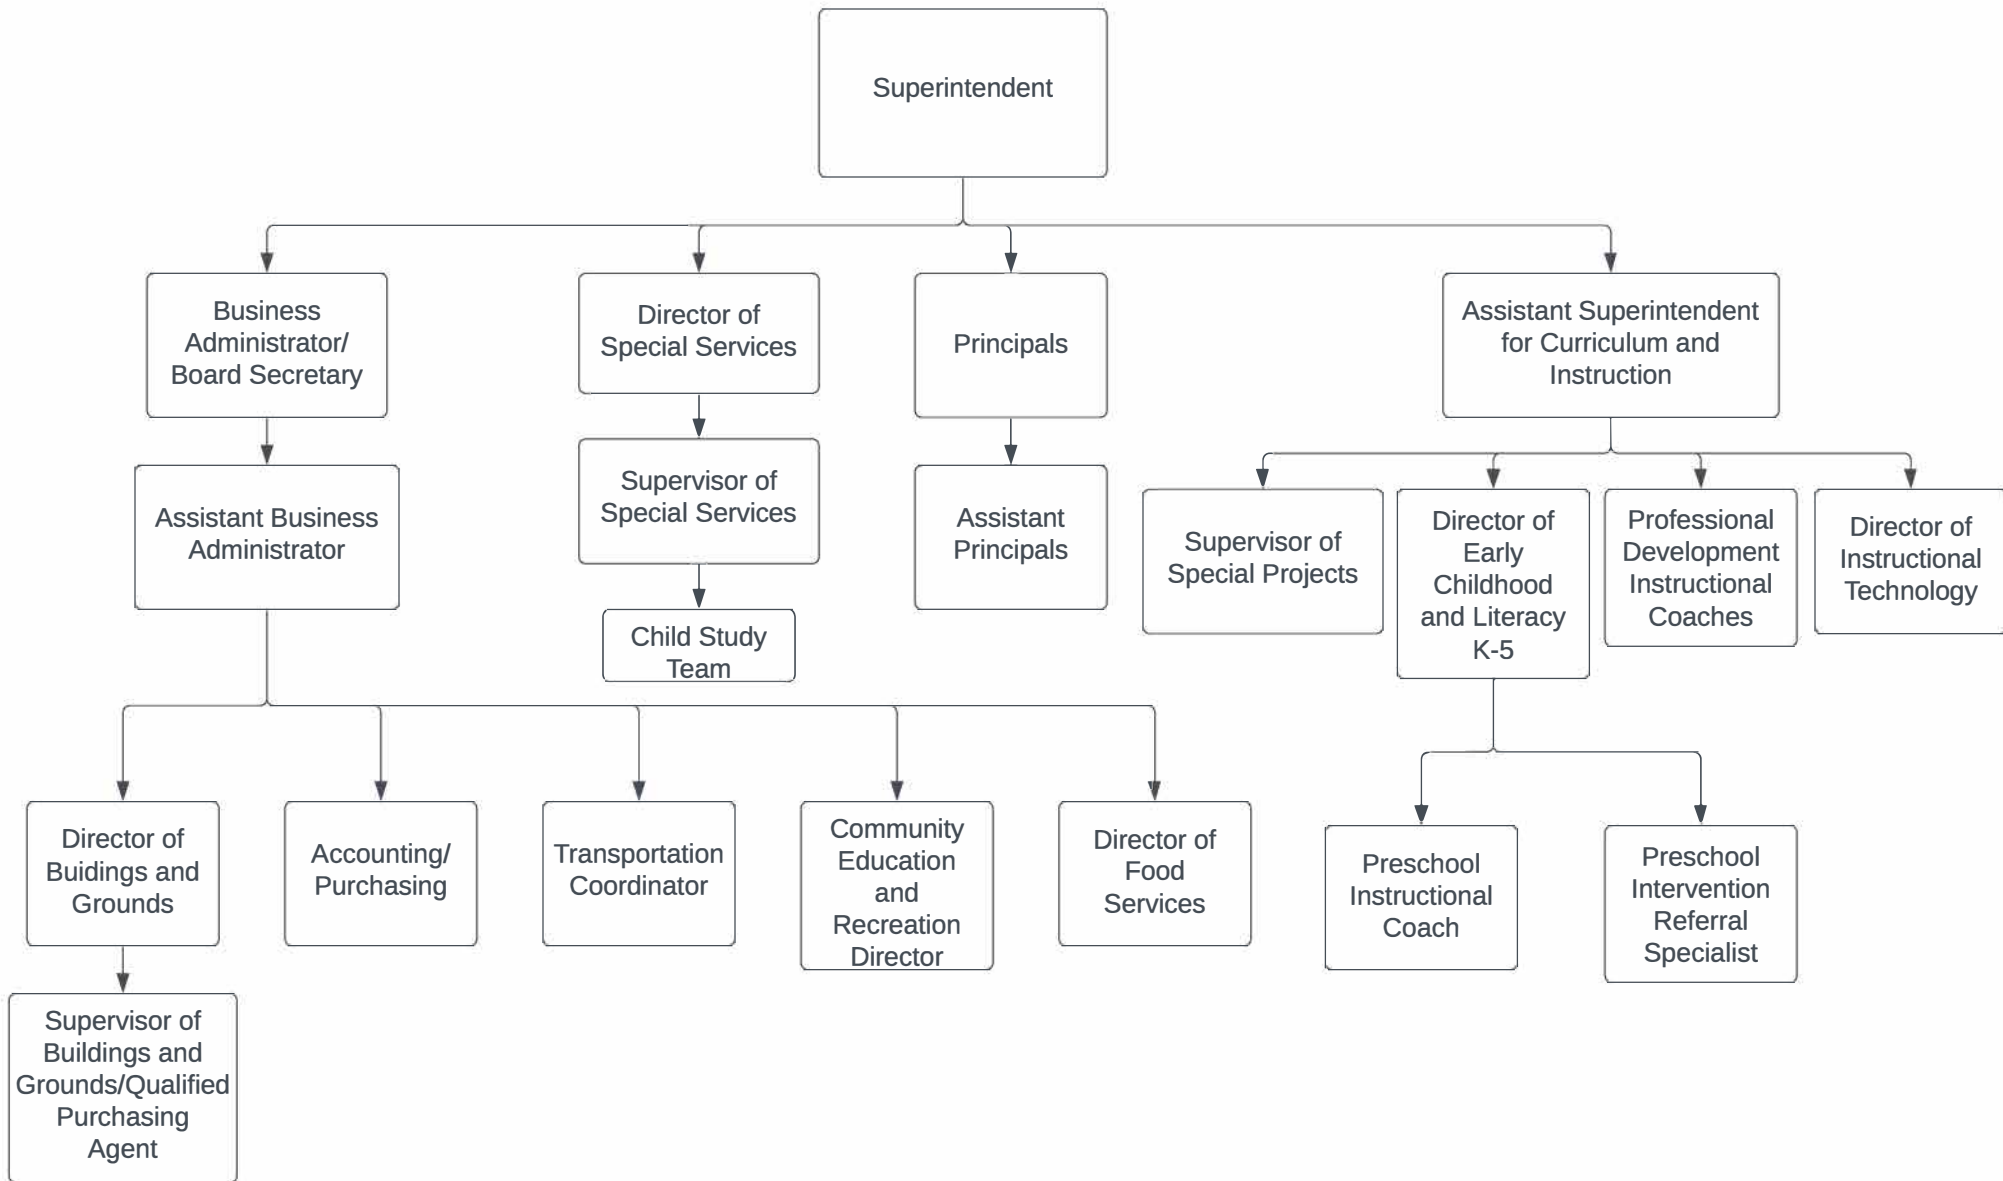 Superintendent
Business
Administrator/
Board Secretary
Director of
Special Services
Principals
Assistant Superintendent
for Curriculum and
Instruction
Assistant Business
Administrator
Supervisor of
Special Services
Assistant
Principals
Supervisor of
Special Projects
Director of
Early
Childhood
and Literacy
K-5
Professional
Development
Instructional
Coaches
Director of
Instructional
Technology
Child Study
Team
Director of
Buidings and
Grounds
Accounting/
Purchasing
Transportation
Coordinator
Community
Education
and
Recreation
Director
Director of
Food
Services
Preschool
Instructional
Coach
Preschool
Intervention
Referral
Specialist
Supervisor of
Buildings and
Grounds/Qualified
Purchasing
Agent